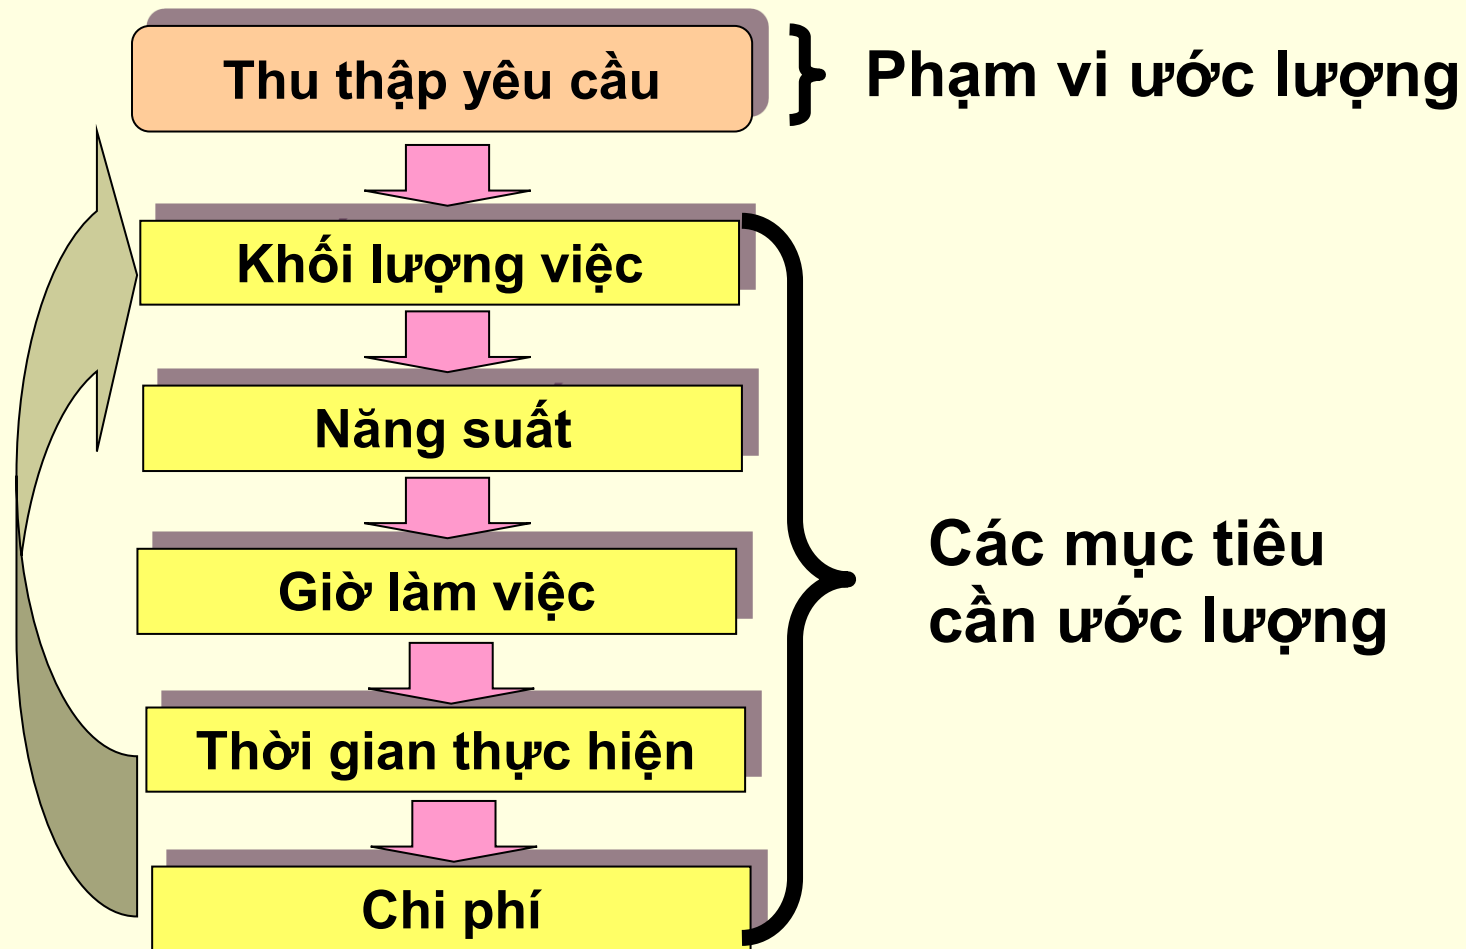 Thu thập yêu cầu
Phạm vi ước lượng
Khối lượng việc
Năng suất
Giờ làm việc
Các mục tiêu
cần ước lượng
Thời gian thực hiện
Chi phí